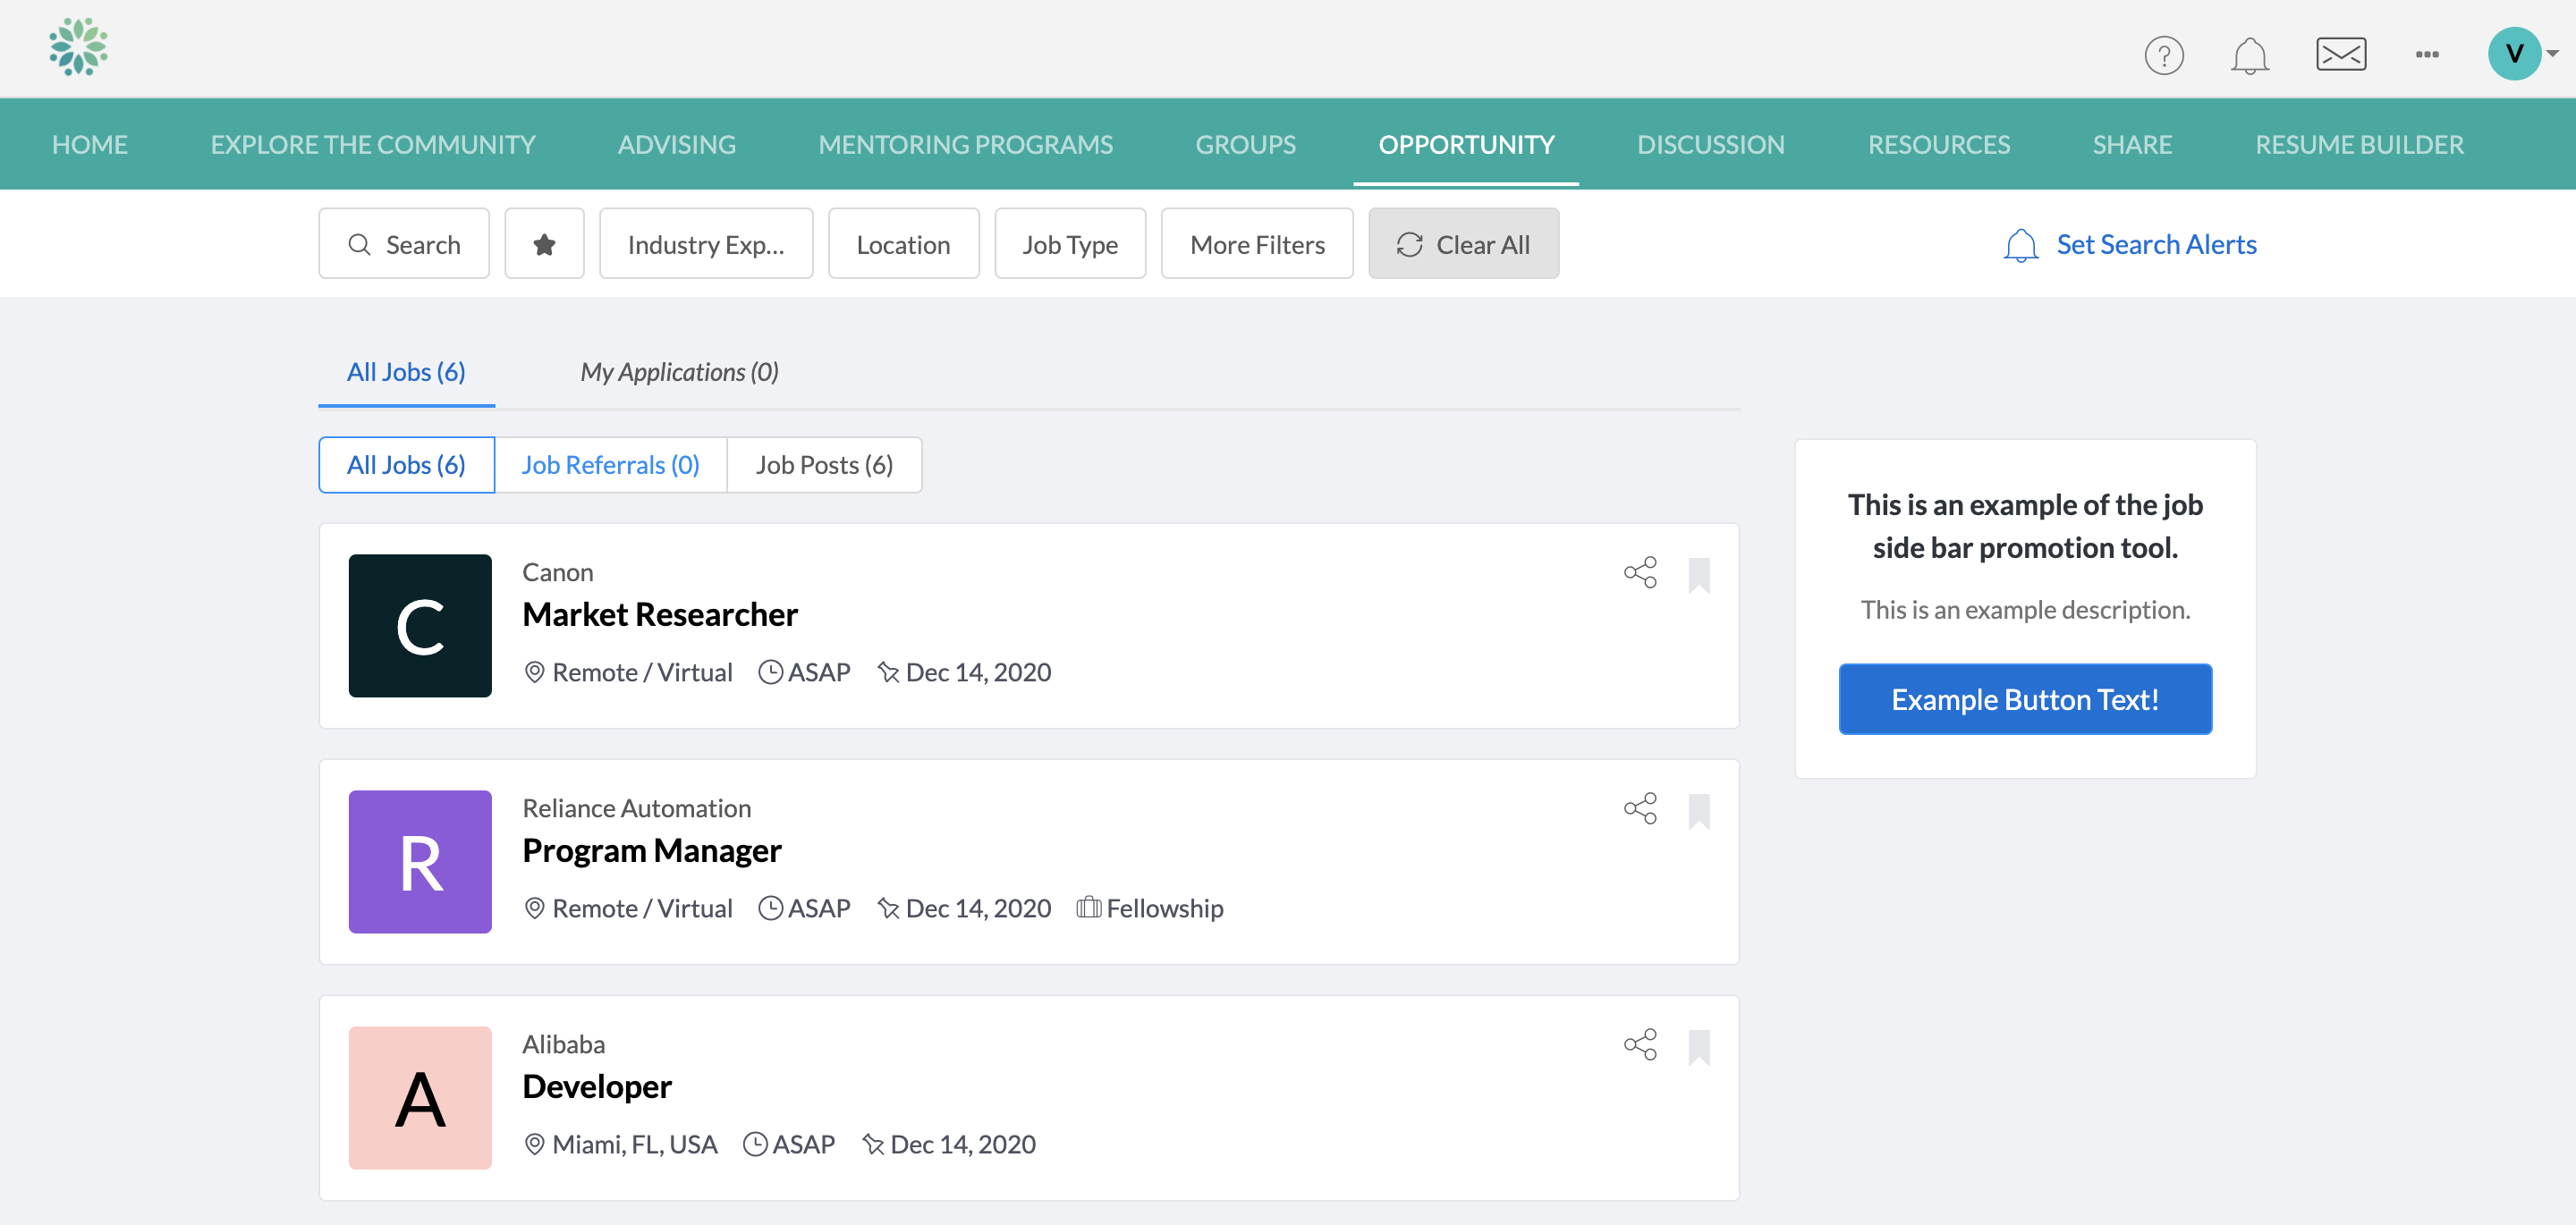 V
HOME EXPLORE THE COMMUNITY ADVISING MENTORING PROGRAMS GROUPS OPPORTUNITY DISCUSSION RESOURCES SHARE RESUME BUILDER
Search Industry Exp... Location Job Type More Filters Clear All Set Search Alerts
All Jobs (6) My Applications (0)
All Jobs (6) Job Referrals (0) Job Posts (6)
C
Canon
Market Researcher
Remote / Virtual ASAP Dec 14, 2020
R
Reliance Automation
Program Manager
Remote / Virtual ASAP Dec 14, 2020 Fellowship
A
Alibaba
Developer
Miami, FL, USA ASAP Dec 14, 2020
This is an example of the job
side bar promotion tool.
This is an example description.
Example Button Text!